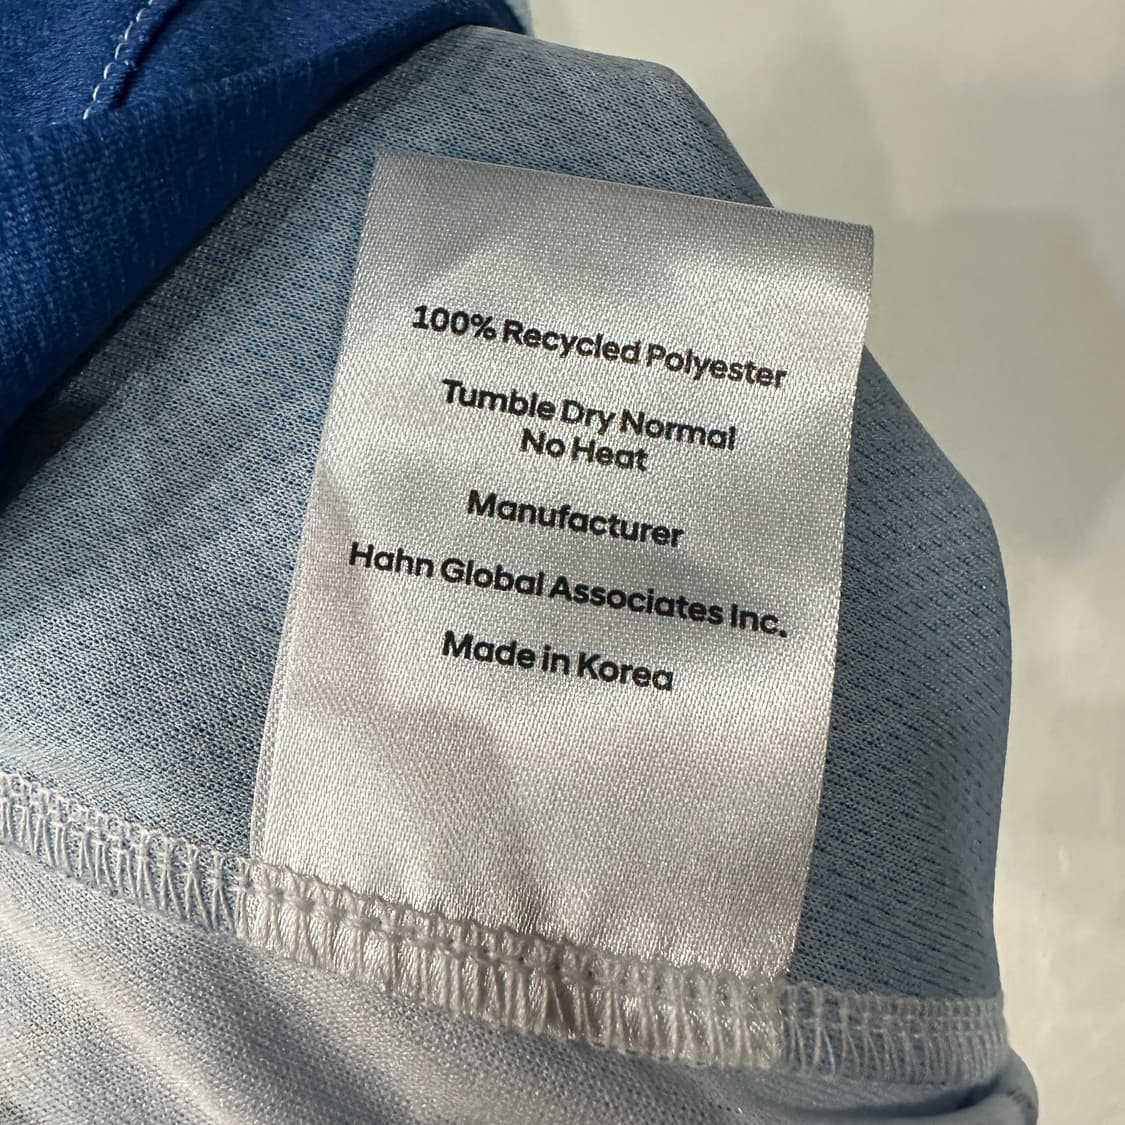 100% Recycled Polyester
Tumble Dry Normal
No Heat
Manufacturer
Hahn Global Associates Inc.
Made in Korea